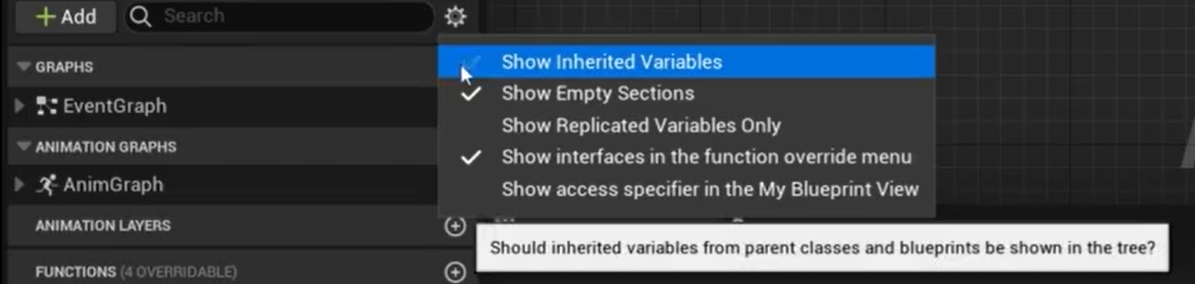 + Add
Search
GRAPHS
EventGraph
ANIMATION GRAPHS
AnimGraph
ANIMATION LAYERS
FUNCTIONS (4 OVERRIDABLE)
Show Inherited Variables
Show Empty Sections
Show Replicated Variables Only
Show interfaces in the function override menu
Show access specifier in the My Blueprint View
Should inherited variables from parent classes and blueprints be shown in the tree?